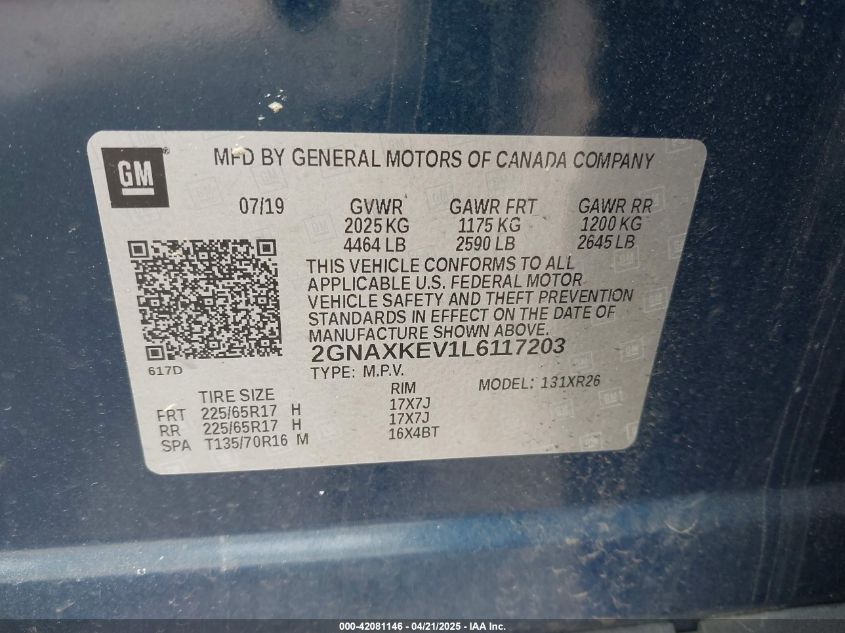 GM
MFD BY GENERAL MOTORS OF CANADA COMPANY
07/19 GVWR GAWR FRT GAWR RR
2025 KG 1175 KG 1200 KG
4464 LB 2590 LB 2645 LB
THIS VEHICLE CONFORMS TO ALL
APPLICABLE U.S. FEDERAL MOTOR
VEHICLE SAFETY AND THEFT PREVENTION
STANDARDS IN EFFECT ON THE DATE OF
MANUFACTURE SHOWN ABOVE.
2GNAXKEV1L6117203
617D
TYPE: M.P.V. MODEL: 131XR26
TIRE SIZE RIM
FRT 225/65R17 H 17X7J
RR 225/65R17 H 17X7J
SPA T135/70R16 M 16X4BT
000-42081146 - 04/21/2025 - IAA Inc.